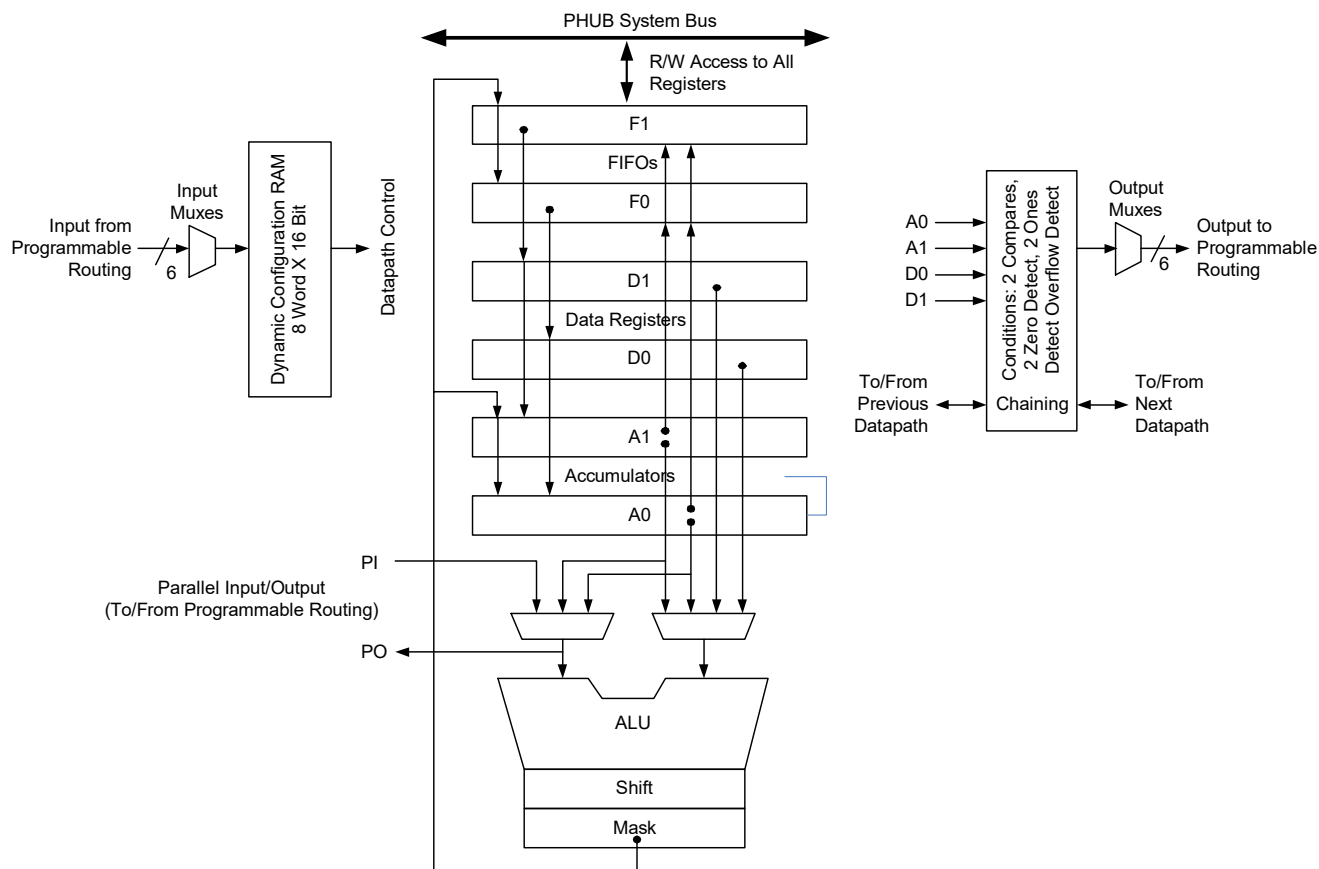 PHUB System Bus
R/W Access to All
Registers
F1
FIFOs
F0
D1
Data Registers
D0
A1
Accumulators
A0
Input from
Programmable
Routing
6
Input
Muxes
Dynamic Configuration RAM
8 Word X 16 Bit
Datapath Control
A0
A1
D0
D1
Conditions: 2 Compares,
2 Zero Detect, 2 Ones
Detect Overflow Detect
Output
Muxes
6
Output to
Programmable
Routing
To/From
Previous
Datapath
Chaining
To/From
Next
Datapath
PI
Parallel Input/Output
(To/From Programmable Routing)
PO
ALU
Shift
Mask